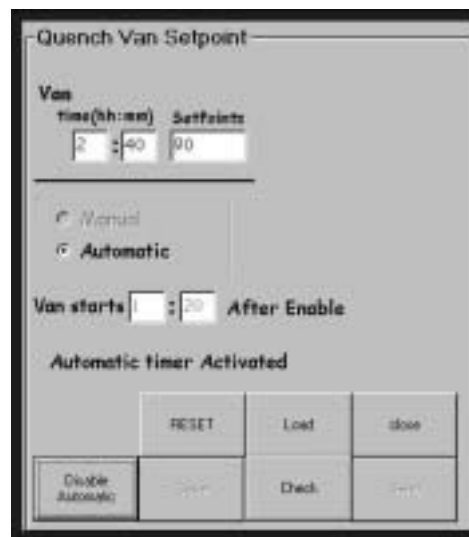 Quench Van Setpoint
Van
time(hh:mm) SetPoints
2 : 40 90
Manual
Automatic
Van starts : 20 After Enable
Automatic timer Activated
RESET Load close
Disable Automatic Check